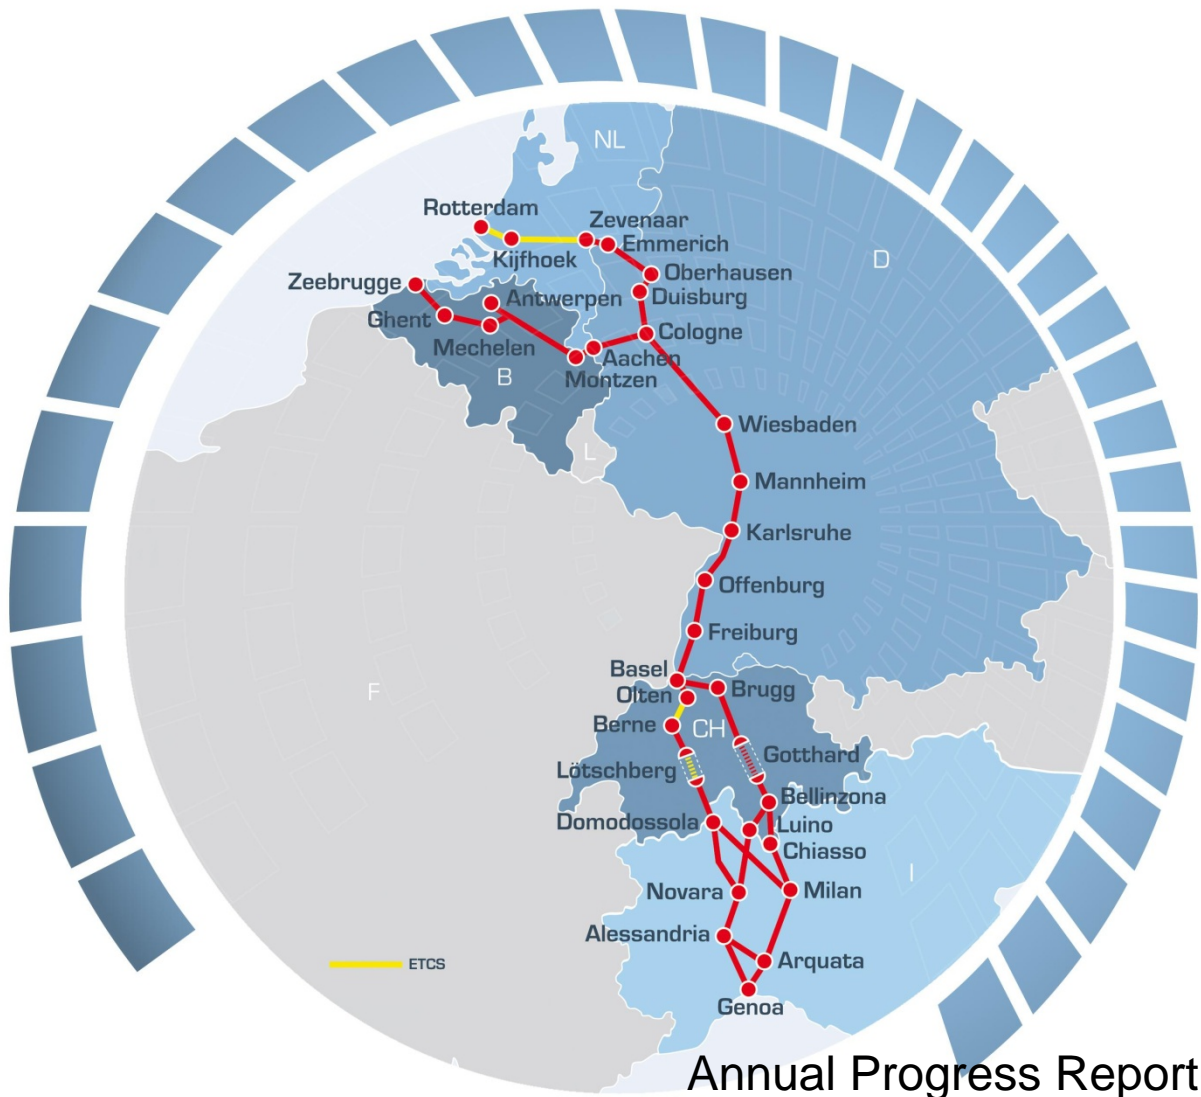 NL
Rotterdam
Zevenaar
Emmerich
Kijfhoek
D
Oberhausen
Zeebrugge
Duisburg
Antwerpen
Ghent
Cologne
Mechelen
Aachen
Montzen
B
Wiesbaden
L
Mannheim
Karlsruhe
Offenburg
Freiburg
Basel
Brugg
F
Olten
Berne
CH
Gotthard
Lötschberg
Bellinzona
Domodossola
Luino
Chiasso
I
Novara
Milan
Alessandria
Arquata
ETCS
Genoa
Annual Progress Report